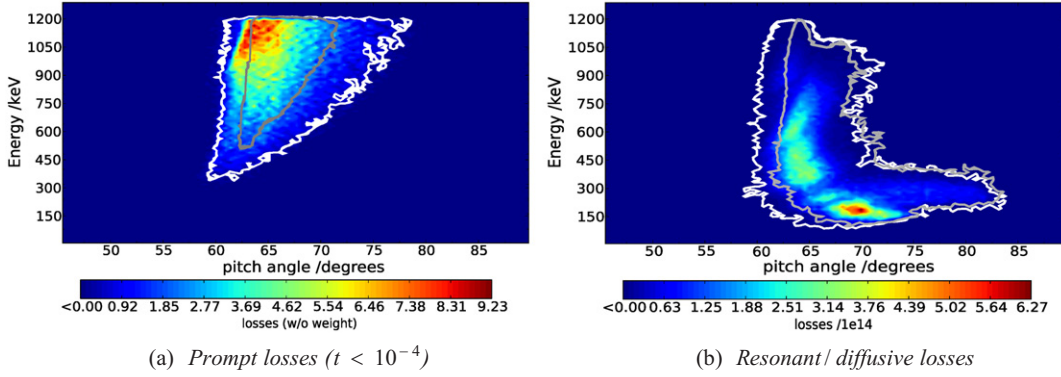 Energy /keV
1200
1050
900
750
600
450
300
150
50 55 60 65 70 75 80 85
pitch angle /degrees
<0.00 0.92 1.85 2.77 3.69 4.62 5.54 6.46 7.38 8.31 9.23
losses (w/o weight)
(a) Prompt losses (t < 10⁻⁴)
Energy /keV
1200
1050
900
750
600
450
300
150
50 55 60 65 70 75 80 85
pitch angle /degrees
<0.00 0.63 1.25 1.88 2.51 3.13 3.76 4.39 5.02 5.64 6.27
losses /1e14
(b) Resonant / diffusive losses